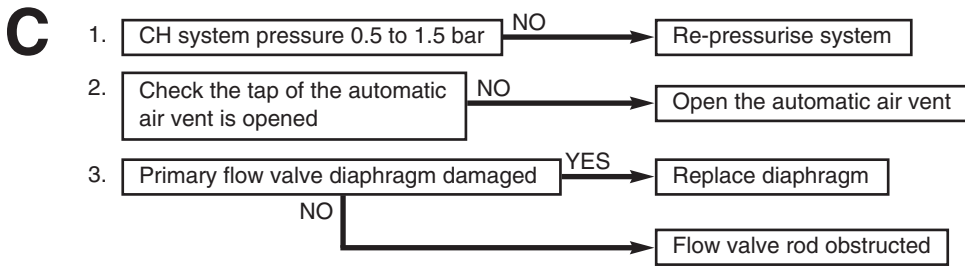 C
1. CH system pressure 0.5 to 1.5 bar NO Re-pressurise system
2. Check the tap of the automatic
air vent is opened
NO Open the automatic air vent
3. Primary flow valve diaphragm damaged YES Replace diaphragm
NO
Flow valve rod obstructed